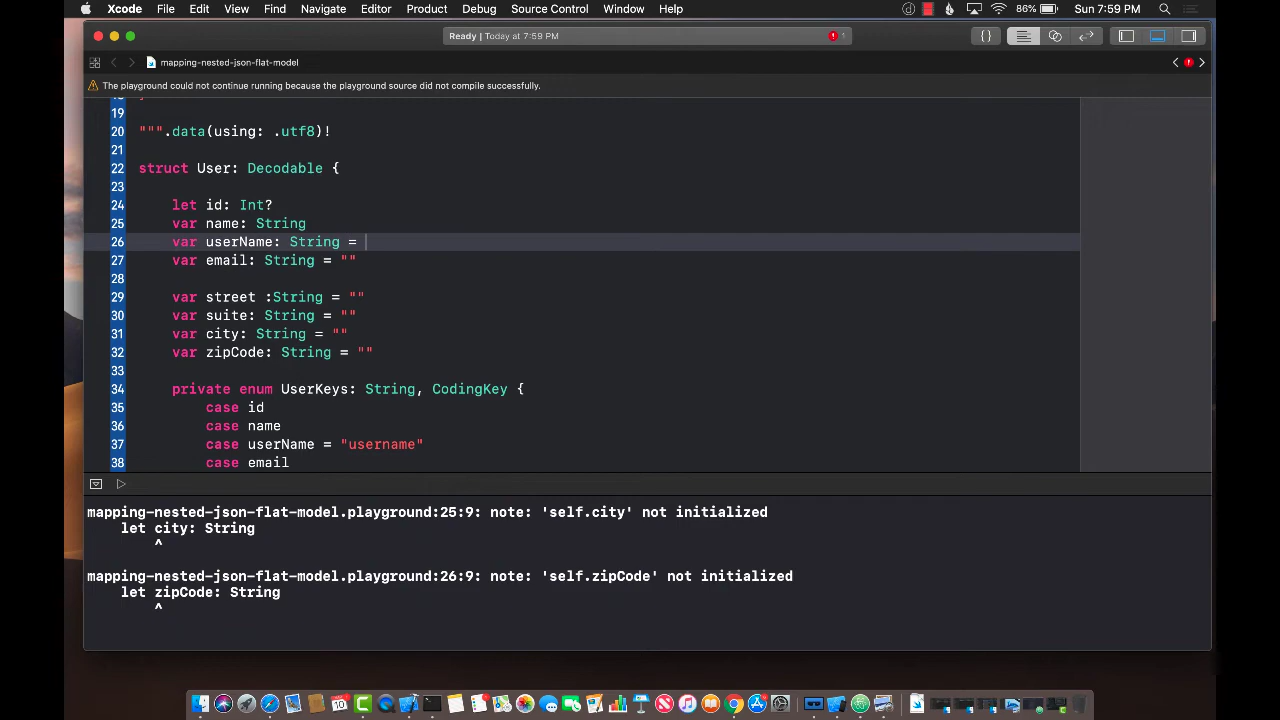 Xcode File Edit View Find Navigate Editor Product Debug Source Control Window Help 86% Sun 7:59 PM
Ready | Today at 7:59 PM 1
{ }
mapping-nested-json-flat-model
The playground could not continue running because the playground source did not compile successfully.
19
20 """.data(using: .utf8)!
21
22 struct User: Decodable {
23
24 let id: Int?
25 var name: String
26 var userName: String =
27 var email: String = ""
28
29 var street :String = ""
30 var suite: String = ""
31 var city: String = ""
32 var zipCode: String = ""
33
34 private enum UserKeys: String, CodingKey {
35 case id
36 case name
37 case userName = "username"
38 case email
mapping-nested-json-flat-model.playground:25:9: note: 'self.city' not initialized
let city: String
^
mapping-nested-json-flat-model.playground:26:9: note: 'self.zipCode' not initialized
let zipCode: String
^